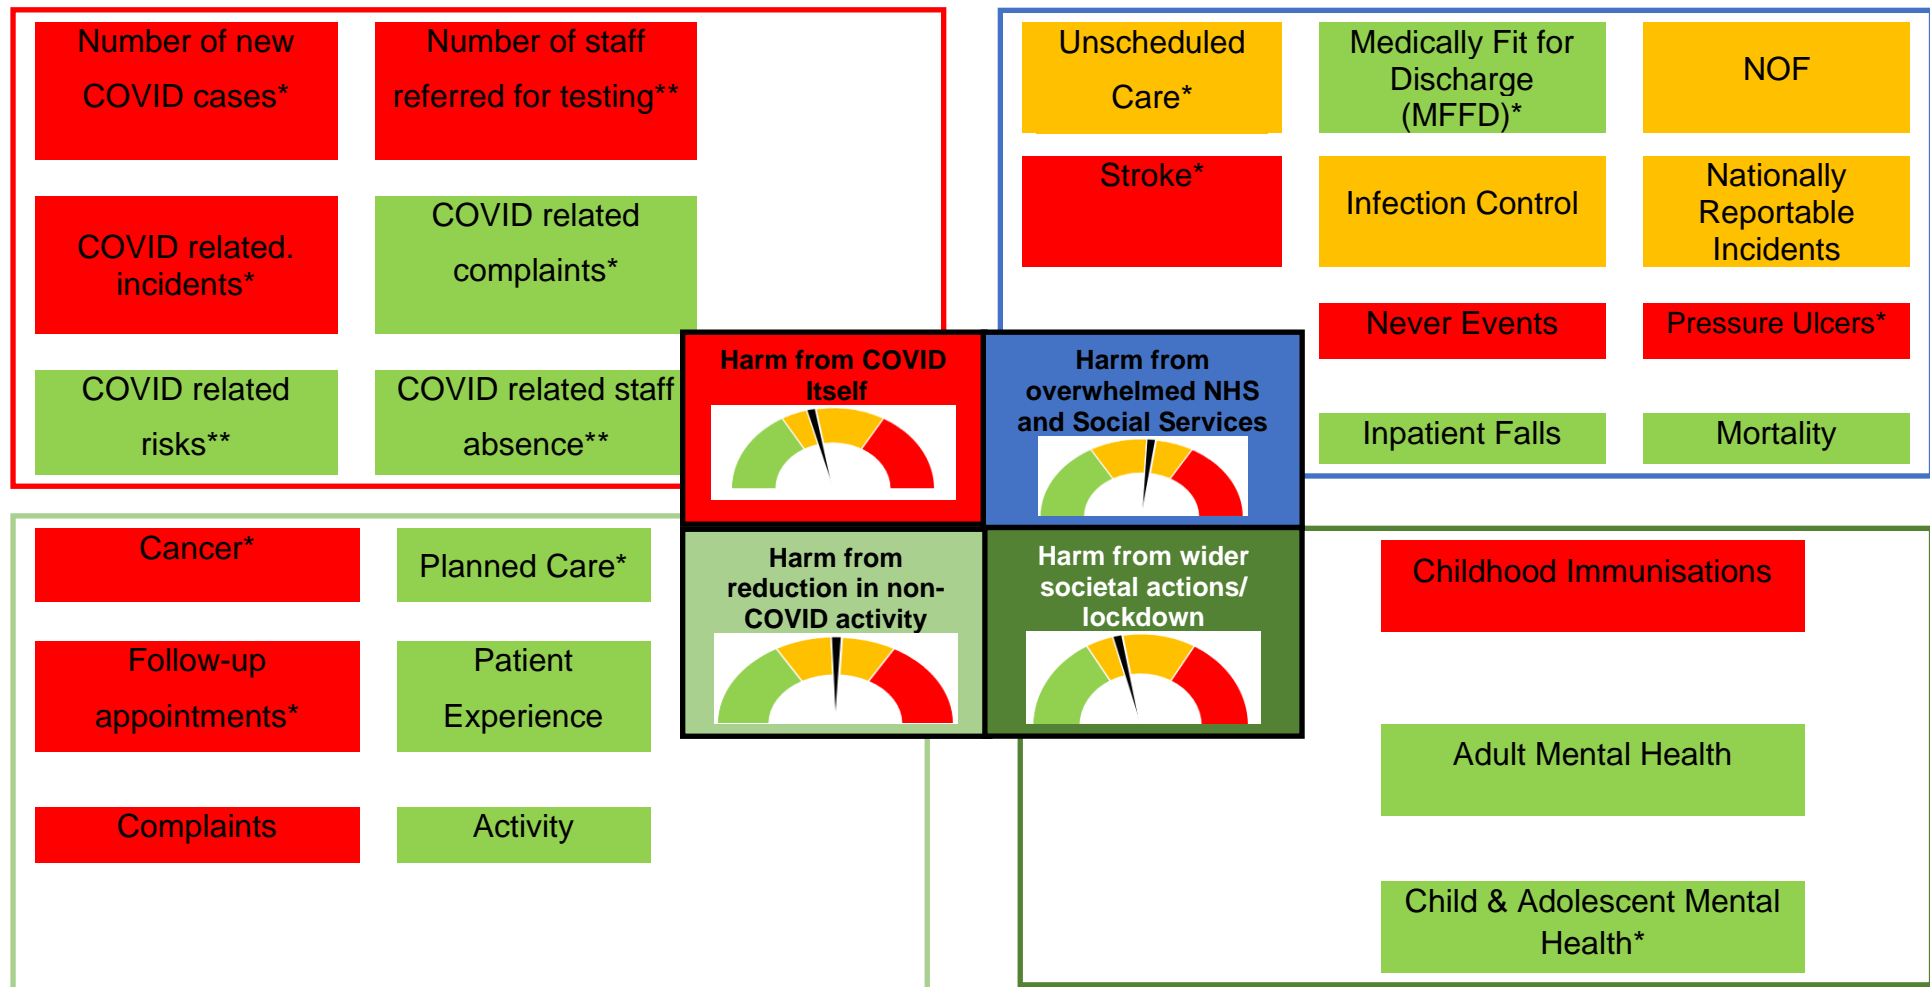 Number of new
COVID cases*
Number of staff
referred for testing**
COVID related.
incidents*
COVID related
complaints*
COVID related
risks**
COVID related staff
absence**
Unscheduled
Care*
Medically Fit for
Discharge
(MFFD)*
NOF
Stroke*
Infection Control
Nationally
Reportable
Incidents
Never Events
Pressure Ulcers*
Inpatient Falls
Mortality
Harm from COVID
Itself
Harm from
overwhelmed NHS
and Social Services
Harm from
reduction in non-
COVID activity
Harm from wider
societal actions/
lockdown
Cancer*
Planned Care*
Follow-up
appointments*
Patient
Experience
Complaints
Activity
Childhood Immunisations
Adult Mental Health
Child & Adolescent Mental
Health*